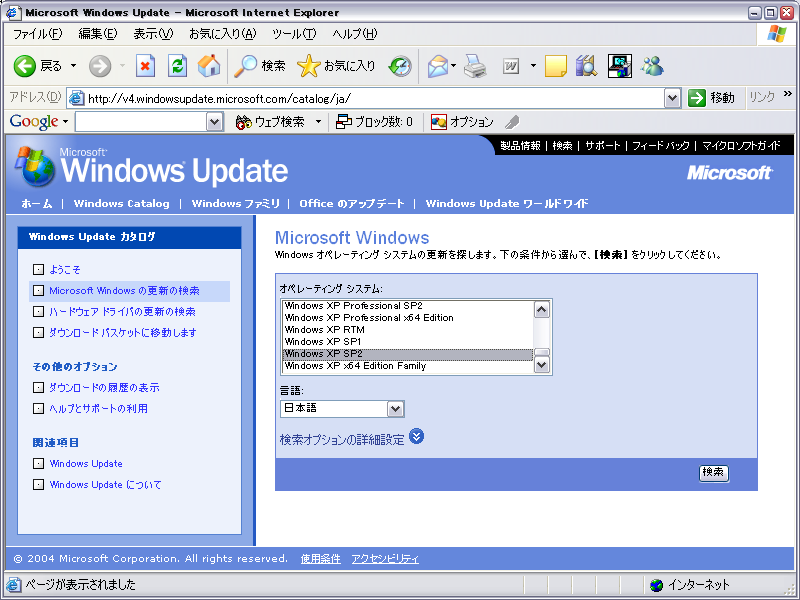 Microsoft Windows Update - Microsoft Internet Explorer
ファイル(F) 編集(E) 表示(V) お気に入り(A) ツール(T) ヘルプ(H)
戻る 検索 お気に入り
アドレス(D) http://v4.windowsupdate.microsoft.com/catalog/ja/ 移動 リンク »
Google ウェブ検索 ブロック数: 0 オプション
製品情報 | 検索 | サポート | フィードバック | マイクロソフトガイド
Microsoft
Windows Update
Microsoft
ホーム | Windows Catalog | Windows ファミリ | Office のアップデート | Windows Update ワールドワイド
Windows Update カタログ
ようこそ
Microsoft Windows の更新の検索
ハードウェア ドライバの更新の検索
ダウンロード バスケットに移動します
その他のオプション
ダウンロードの履歴の表示
ヘルプとサポートの利用
関連項目
Windows Update
Windows Update について
Microsoft Windows
Windows オペレーティング システムの更新を探します。下の条件から選んで、[検索] をクリックしてください。
オペレーティング システム:
Windows XP Professional SP2
Windows XP Professional x64 Edition
Windows XP RTM
Windows XP SP1
Windows XP SP2
Windows XP x64 Edition Family
言語:
日本語
検索オプションの詳細設定
検索
© 2004 Microsoft Corporation. All rights reserved. 使用条件 アクセシビリティ
ページが表示されました インターネット